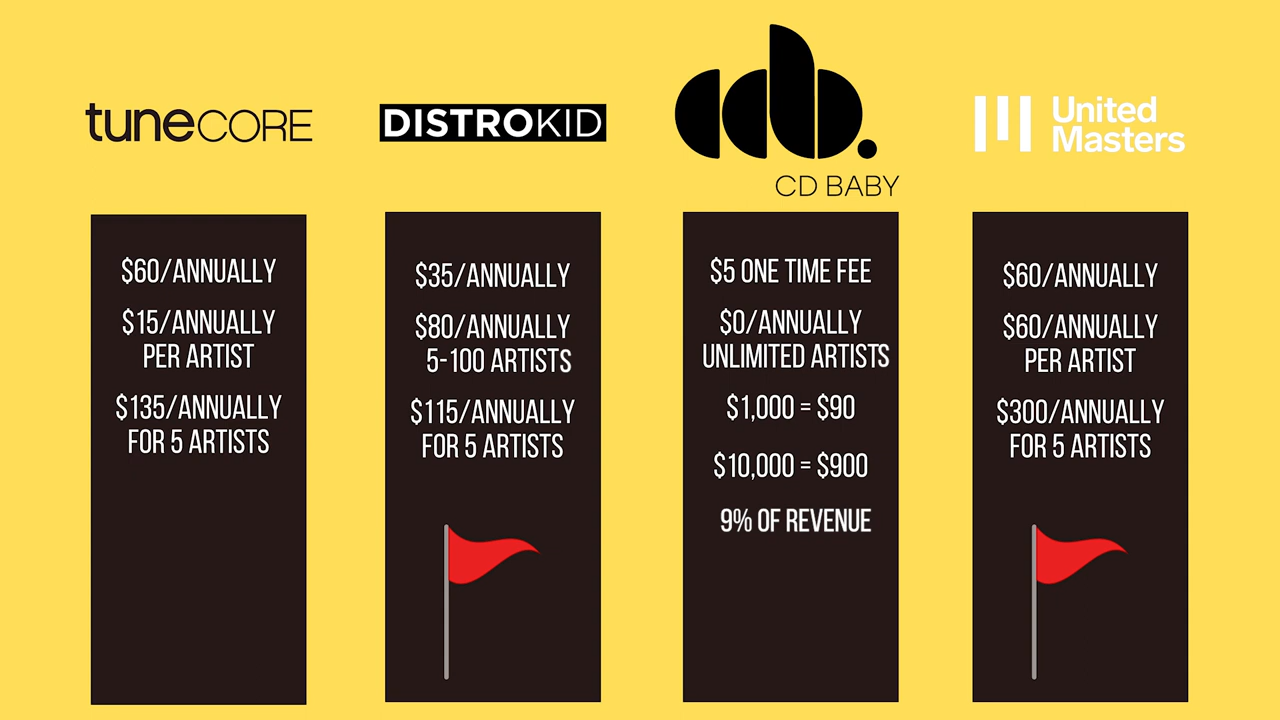 tuneCORE
$60/ANNUALLY
$15/ANNUALLY
PER ARTIST
$135/ANNUALLY
FOR 5 ARTISTS
DISTROKID
$35/ANNUALLY
$80/ANNUALLY
5-100 ARTISTS
$115/ANNUALLY
FOR 5 ARTISTS
cdb.
CD BABY
$5 ONE TIME FEE
$0/ANNUALLY
UNLIMITED ARTISTS
$1,000 = $90
$10,000 = $900
9% OF REVENUE
United
Masters
$60/ANNUALLY
$60/ANNUALLY
PER ARTIST
$300/ANNUALLY
FOR 5 ARTISTS